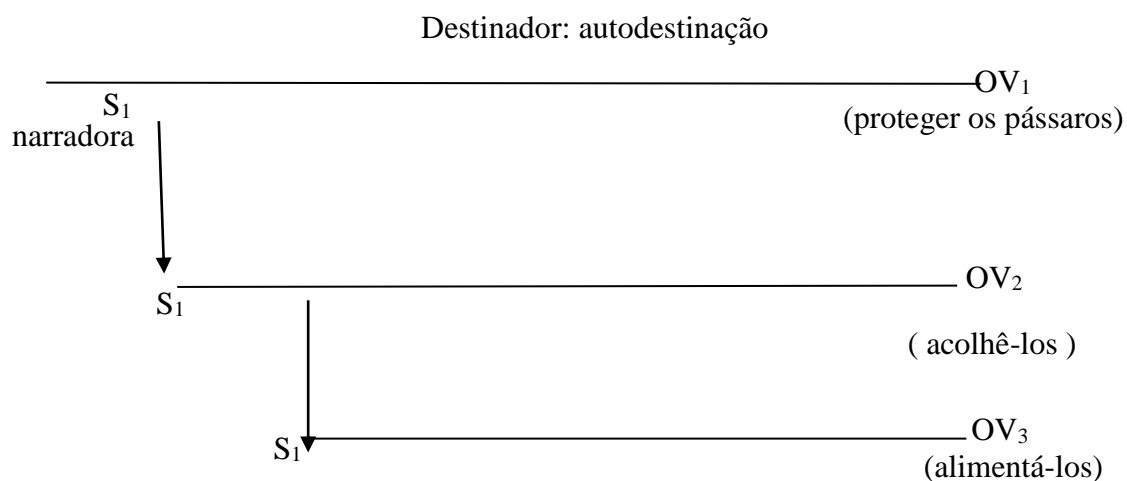 Destinador: autodestinação
S₁ OV₁
narradora (proteger os pássaros)
S₁ OV₂
( acolhê-los )
S₁ OV₃
(alimentá-los)